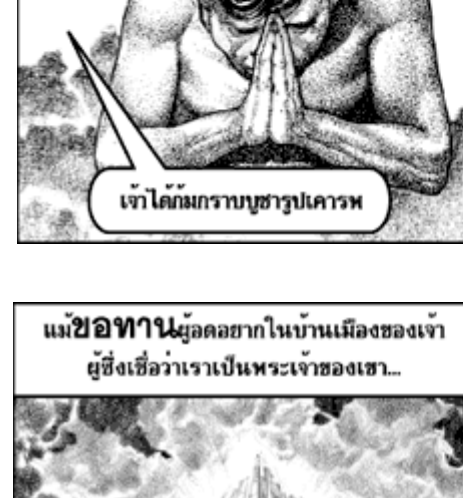 เจ้าได้ก้มกราบบูชารูปเคารพ
แม้ขอทานผู้อดอยากในบ้านเมืองของเจ้า
ผู้ซึ่งเชื่อว่าเราเป็นพระเจ้าของเขา...